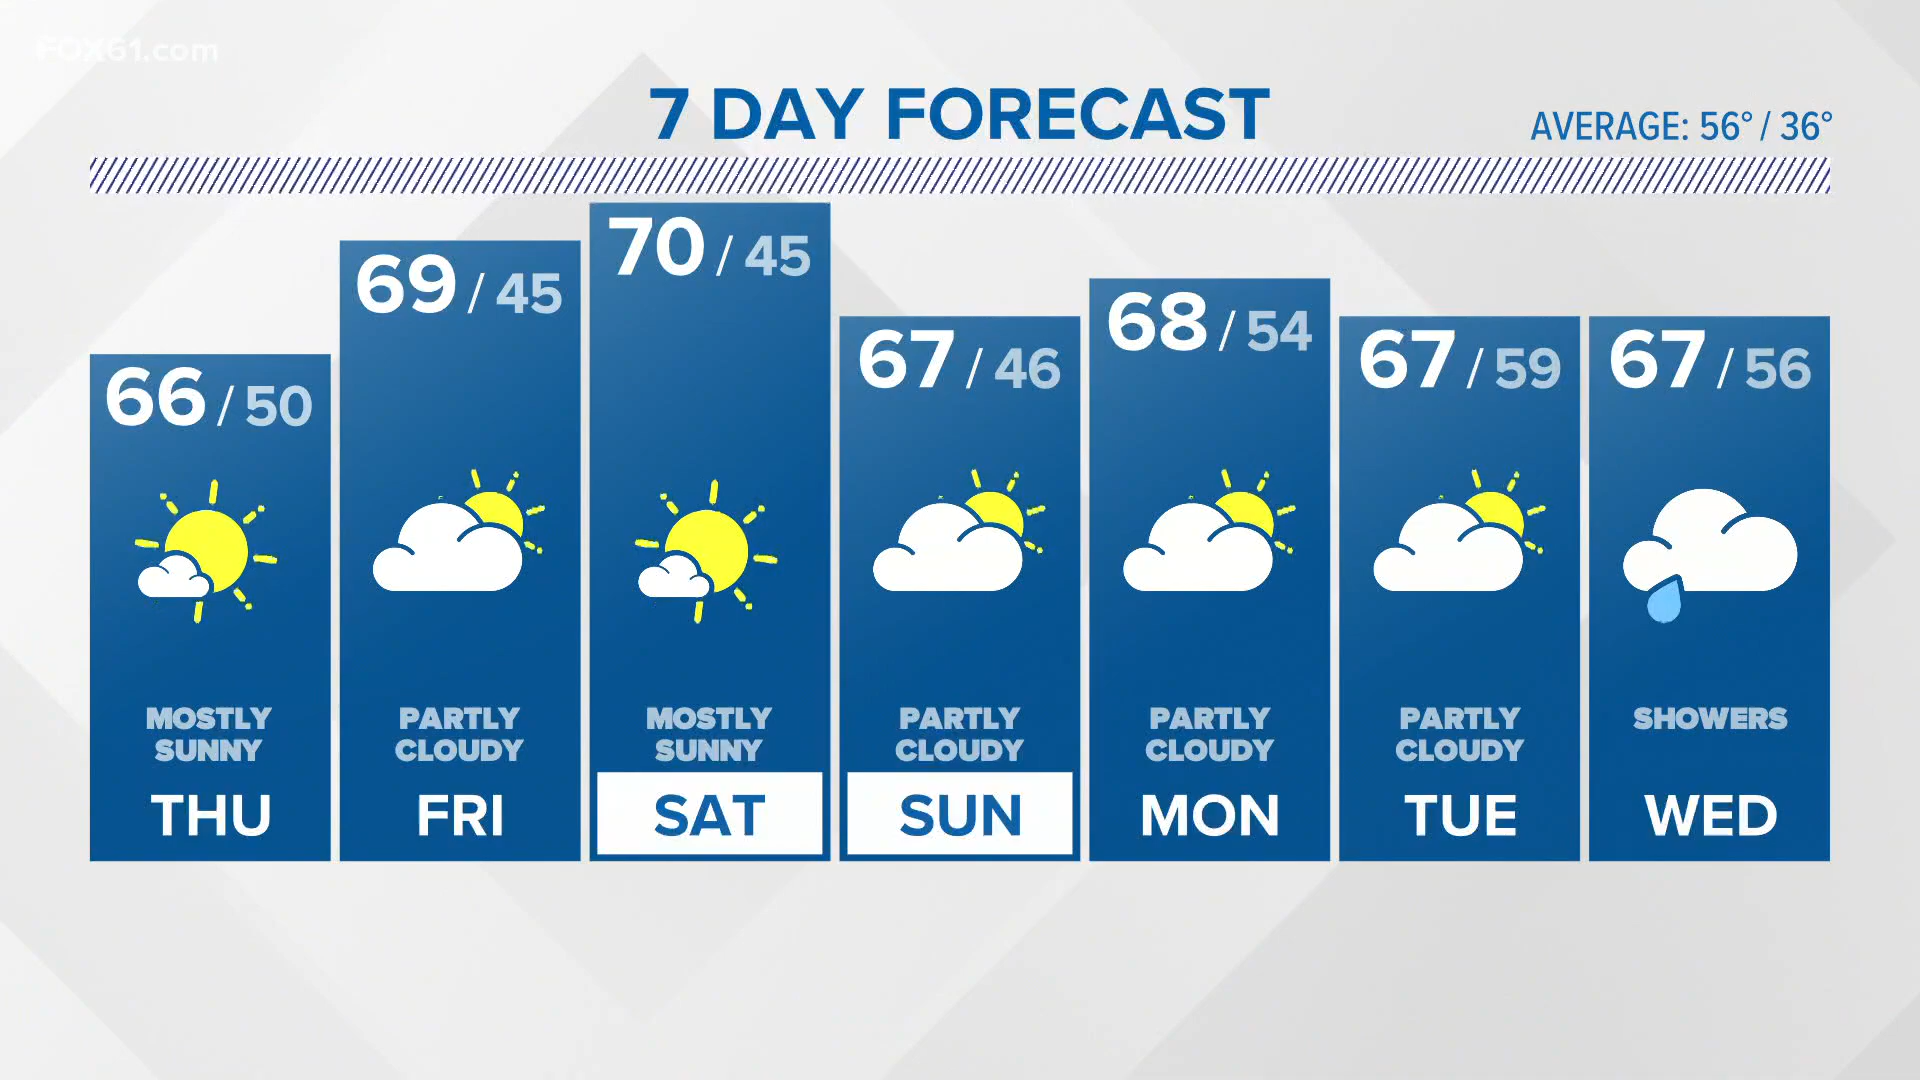 FOX61.com
7 DAY FORECAST
AVERAGE: 56° / 36°
66 / 50
MOSTLY
SUNNY
THU
69 / 45
PARTLY
CLOUDY
FRI
70 / 45
MOSTLY
SUNNY
SAT
67 / 46
PARTLY
CLOUDY
SUN
68 / 54
PARTLY
CLOUDY
MON
67 / 59
PARTLY
CLOUDY
TUE
67 / 56
SHOWERS
WED